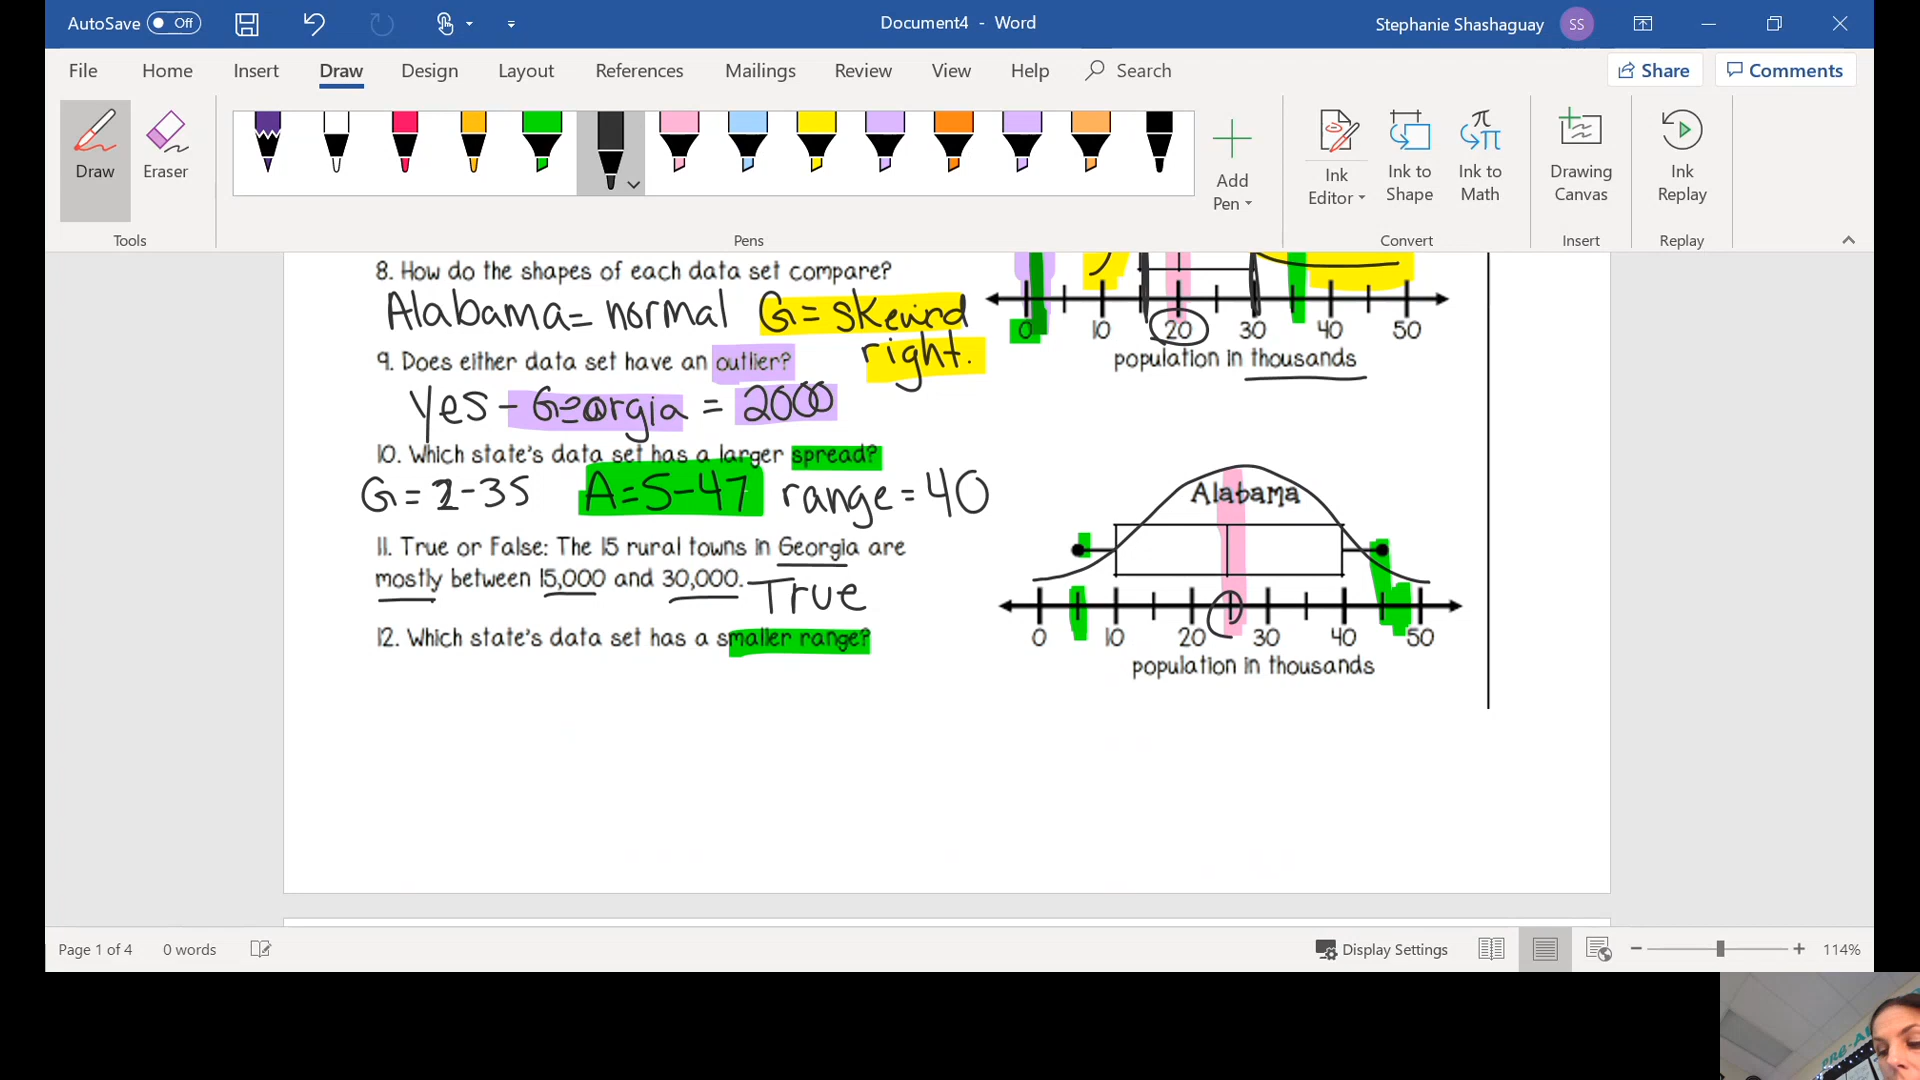 AutoSave Off
Document4 - Word
Stephanie Shashaguay SS
File Home Insert Draw Design Layout References Mailings Review View Help Search
Share Comments
Draw Eraser
Add Pen
Ink Editor
Ink to Shape
Ink to Math
Drawing Canvas
Ink Replay
Tools Pens Convert Insert Replay
8. How do the shapes of each data set compare?
Alabama = normal G = skewrd
right.
9. Does either data set have an outlier?
Yes - Georgia = 2000
10. Which state's data set has a larger spread?
G = 2-35 A = 5-47 range = 40
11. True or False: The 15 rural towns in Georgia are
mostly between 15,000 and 30,000. True
12. Which state's data set has a smaller range?
0 10 20 30 40 50
population in thousands
Alabama
0 10 20 30 40 50
population in thousands
Page 1 of 4 0 words
Display Settings
114%